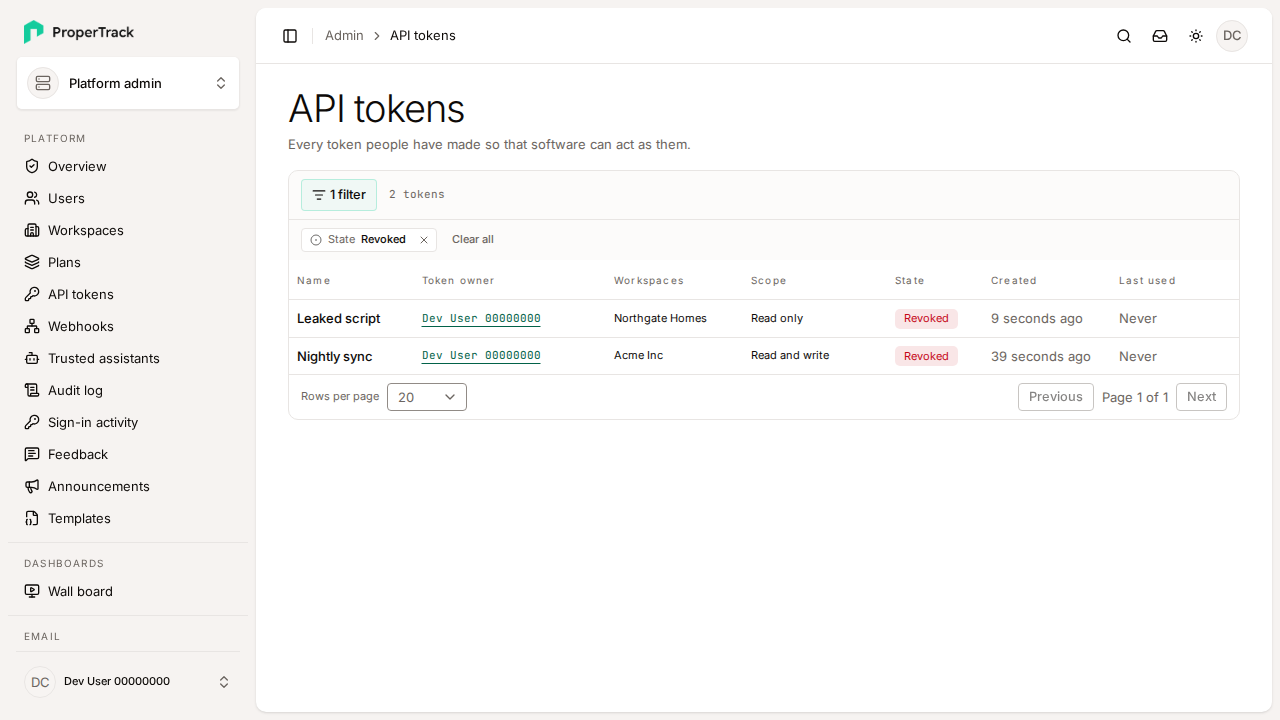 ProperTrack
Platform admin
PLATFORM
Overview
Users
Workspaces
Plans
API tokens
Webhooks
Trusted assistants
Audit log
Sign-in activity
Feedback
Announcements
Templates
DASHBOARDS
Wall board
EMAIL
DC Dev User 00000000
Admin > API tokens
DC
API tokens
Every token people have made so that software can act as them.
1 filter 2 tokens
State Revoked Clear all
Name Token owner Workspaces Scope State Created Last used
Leaked script Dev User 00000000 Northgate Homes Read only Revoked 9 seconds ago Never
Nightly sync Dev User 00000000 Acme Inc Read and write Revoked 39 seconds ago Never
Rows per page 20 Previous Page 1 of 1 Next